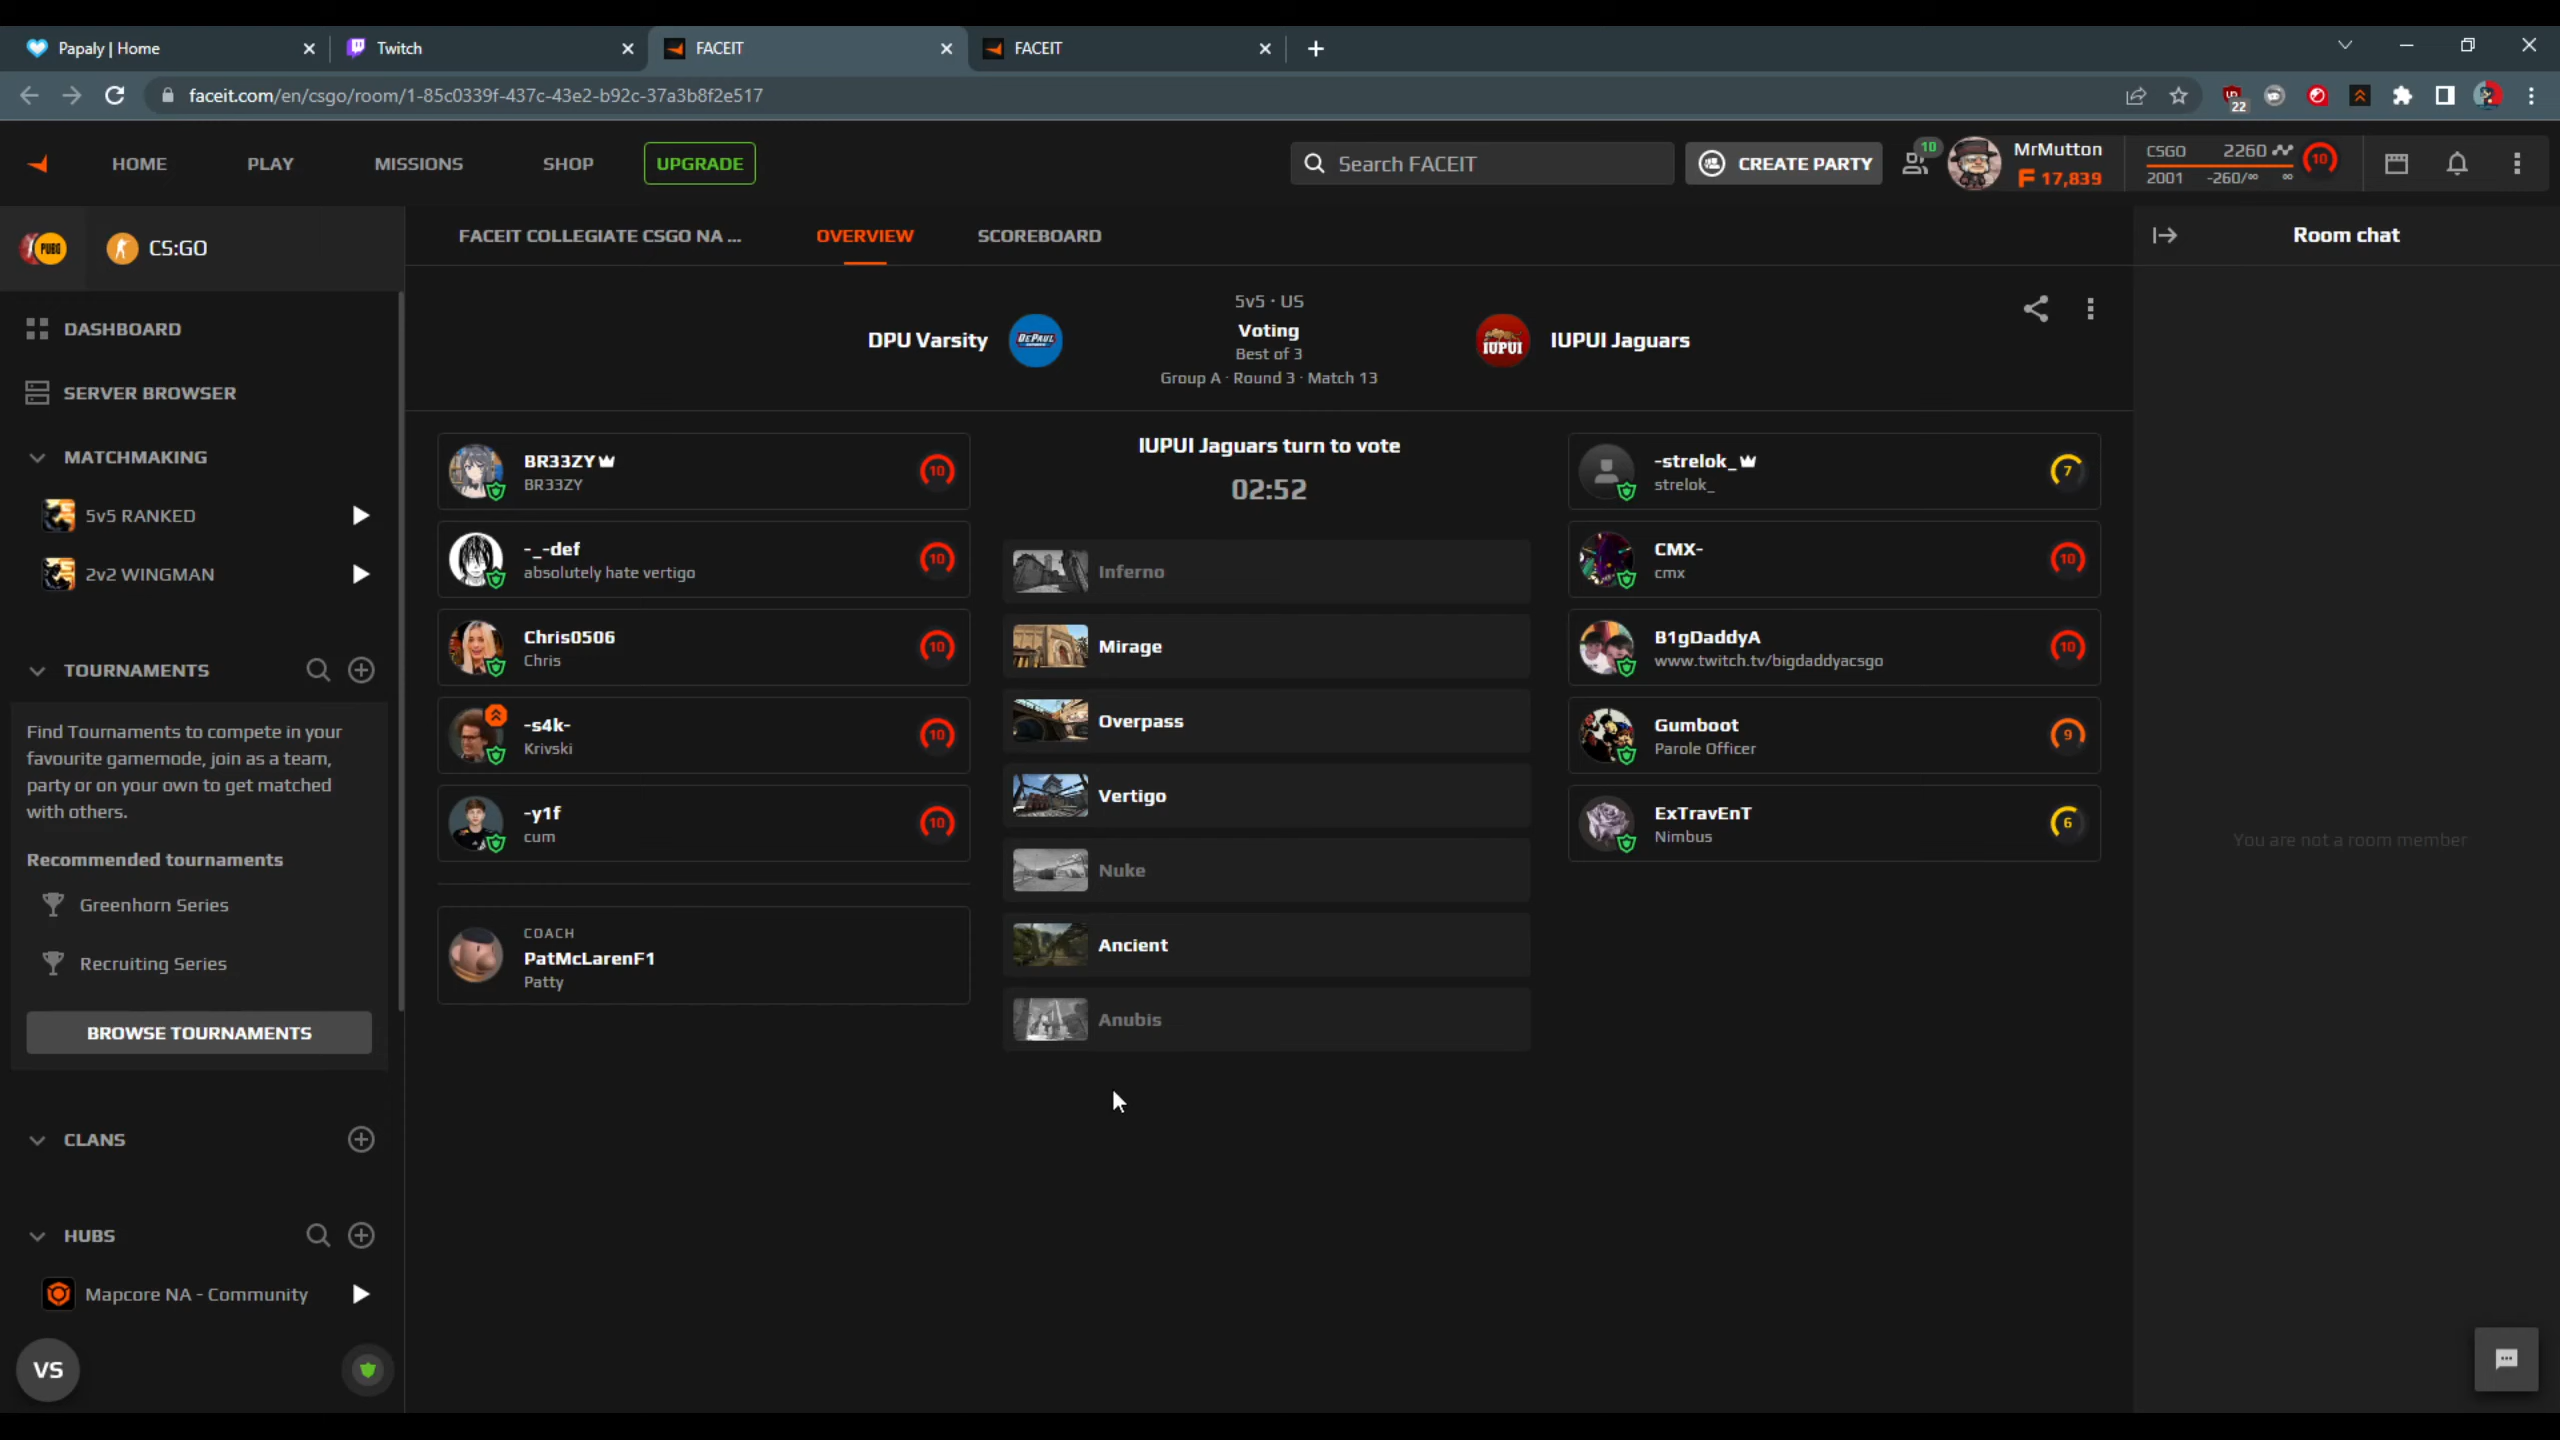 Papaly | Home
Twitch
FACEIT
FACEIT
faceit.com/en/csgo/room/1-85c0339f-437c-43e2-b92c-37a3b8f2e517
22
HOME
PLAY
MISSIONS
SHOP
UPGRADE
Search FACEIT
CREATE PARTY
10
MrMutton
17,839
CSGO
2260
2001
-260/∞
∞
10
PUBG
CS:GO
FACEIT COLLEGIATE CSGO NA ...
OVERVIEW
SCOREBOARD
Room chat
DASHBOARD
SERVER BROWSER
MATCHMAKING
5v5 RANKED
2v2 WINGMAN
TOURNAMENTS
Find Tournaments to compete in your
favourite gamemode, join as a team,
party or on your own to get matched
with others.
Recommended tournaments
Greenhorn Series
Recruiting Series
BROWSE TOURNAMENTS
CLANS
HUBS
Mapcore NA - Community
VS
DPU Varsity
DEPAUL
5v5 · US
Voting
Best of 3
Group A · Round 3 · Match 13
IUPUI
IUPUI Jaguars
BR33ZY
BR33ZY
10
-_-def
absolutely hate vertigo
10
Chris0506
Chris
10
-s4k-
Krivski
10
-y1f
cum
10
COACH
PatMcLarenF1
Patty
IUPUI Jaguars turn to vote
02:52
Inferno
Mirage
Overpass
Vertigo
Nuke
Ancient
Anubis
-strelok_
strelok_
7
CMX-
cmx
10
B1gDaddyA
www.twitch.tv/bigdaddyacsgo
10
Gumboot
Parole Officer
9
ExTravEnT
Nimbus
6
You are not a room member